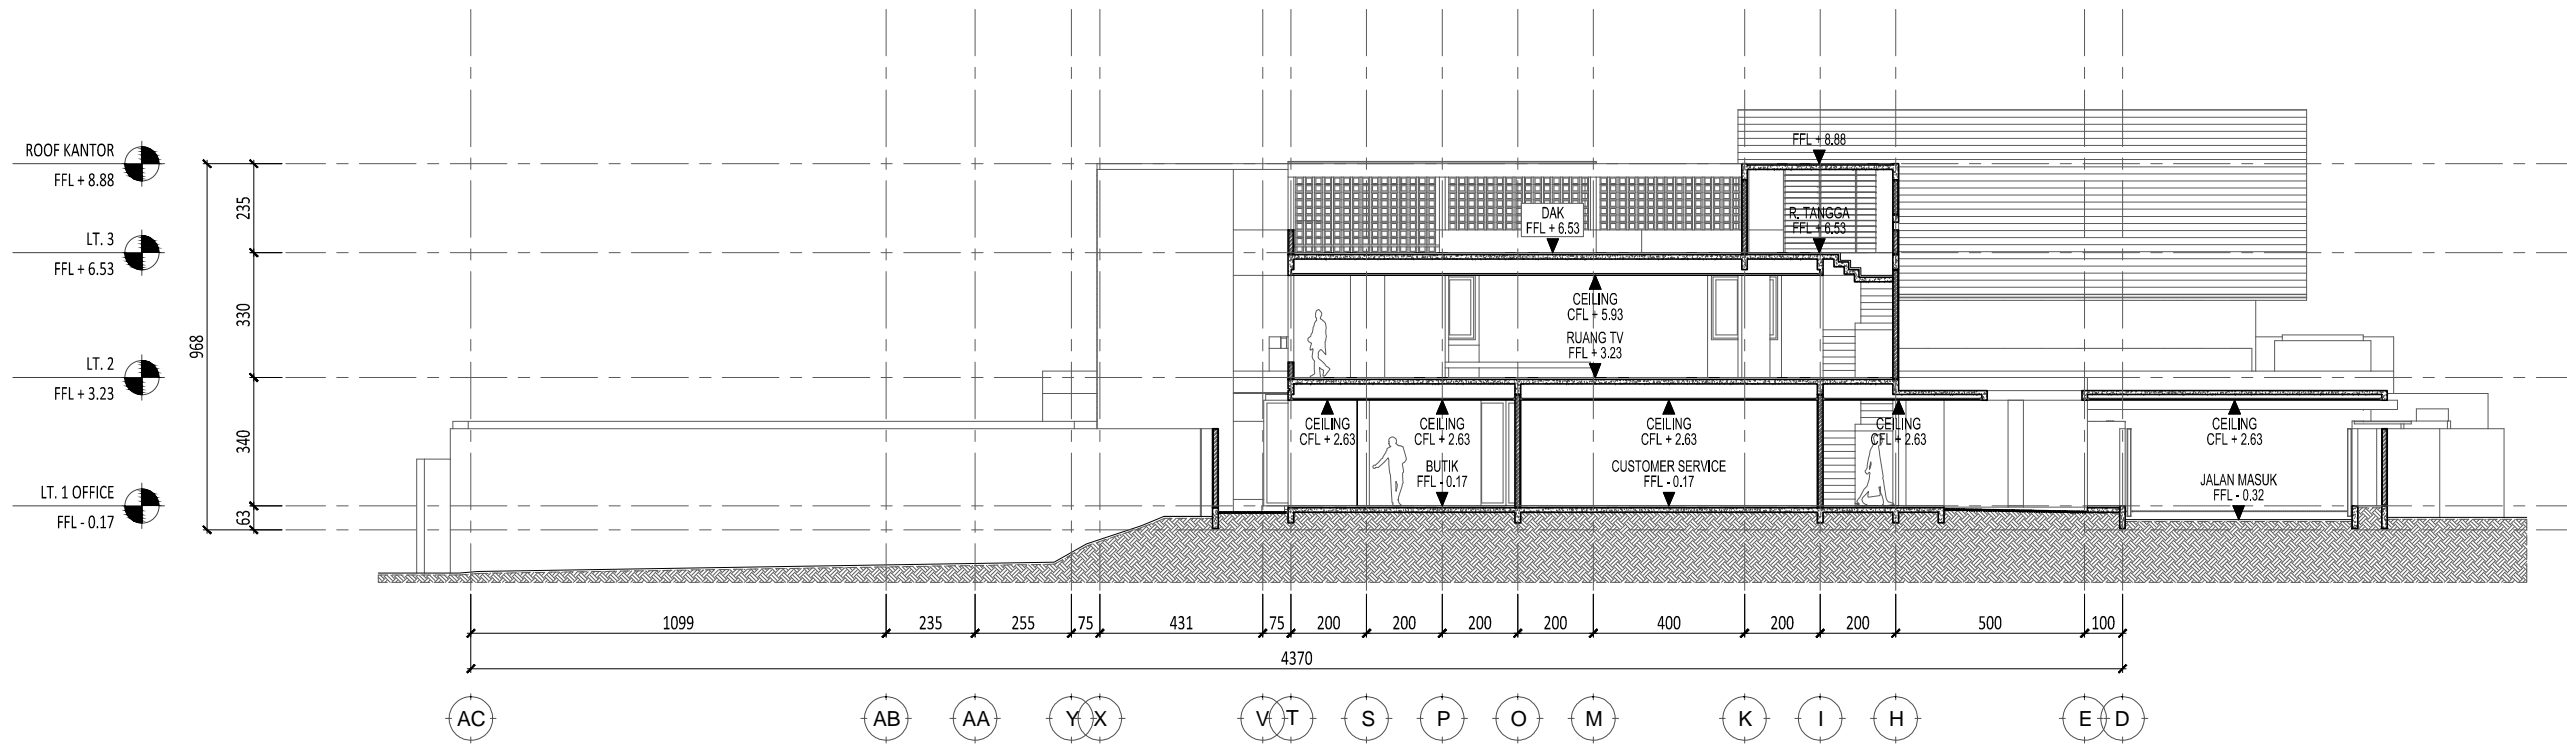 ROOF KANTOR
FFL + 8.88
LT. 3
FFL + 6.53
LT. 2
FFL + 3.23
LT. 1 OFFICE
FFL - 0.17
235
330
340
63
968
FFL + 8.88
DAK
FFL + 6.53
R. TANGGA
FFL + 6.53
CEILING
CFL + 5.93
RUANG TV
FFL + 3.23
CEILING
CFL + 2.63
CEILING
CFL + 2.63
BUTIK
FFL - 0.17
CEILING
CFL + 2.63
CUSTOMER SERVICE
FFL - 0.17
CEILING
CFL + 2.63
CEILING
CFL + 2.63
JALAN MASUK
FFL - 0.32
1099 235 255 75 431 75 200 200 200 200 400 200 200 500 100
4370
AC AB AA Y X V T S P O M K I H E D